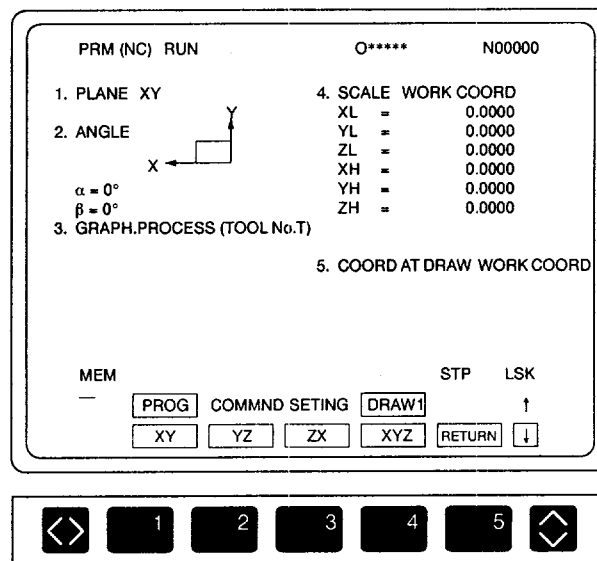 PRM (NC) RUN O***** N00000
1. PLANE XY
Y
2. ANGLE
X
α = 0°
β = 0°
3. GRAPH.PROCESS (TOOL No.T)
4. SCALE WORK COORD
XL = 0.0000
YL = 0.0000
ZL = 0.0000
XH = 0.0000
YH = 0.0000
ZH = 0.0000
5. COORD AT DRAW WORK COORD
MEM STP LSK
PROG COMMND SETING DRAW1 ↑
XY YZ ZX XYZ RETURN ↓
< > 1 2 3 4 5